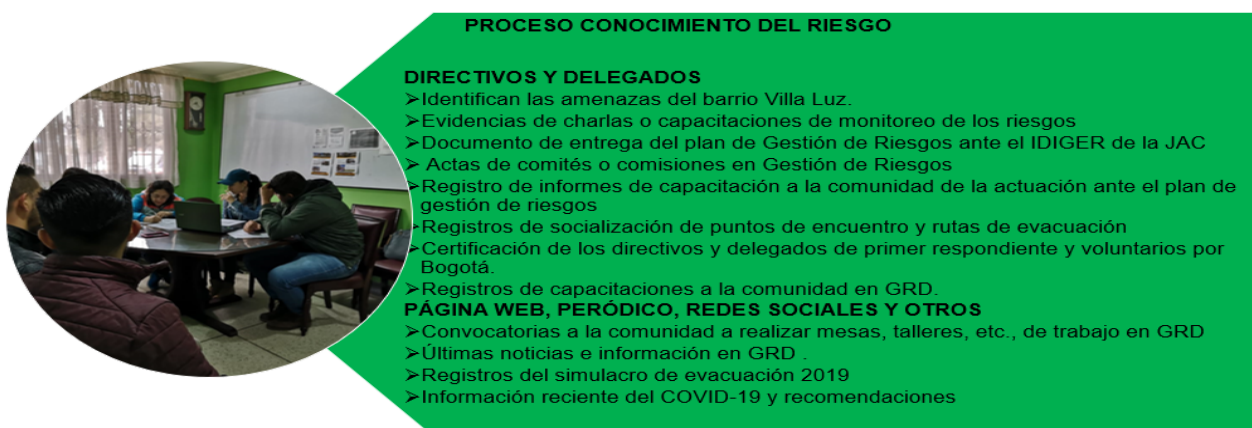 PROCESO CONOCIMIENTO DEL RIESGO
DIRECTIVOS Y DELEGADOS
➢Identifican las amenazas del barrio Villa Luz.
➢Evidencias de charlas o capacitaciones de monitoreo de los riesgos
➢Documento de entrega del plan de Gestión de Riesgos ante el IDIGER de la JAC
➢ Actas de comités o comisiones en Gestión de Riesgos
➢Registro de informes de capacitación a la comunidad de la actuación ante el plan de
gestión de riesgos
➢Registros de socialización de puntos de encuentro y rutas de evacuación
➢Certificación de los directivos y delegados de primer respondiente y voluntarios por
Bogotá.
➢Registros de capacitaciones a la comunidad en GRD.
PÁGINA WEB, PERÓDICO, REDES SOCIALES Y OTROS
➢Convocatorias a la comunidad a realizar mesas, talleres, etc., de trabajo en GRD
➢Últimas noticias e información en GRD .
➢Registros del simulacro de evacuación 2019
➢Información reciente del COVID-19 y recomendaciones